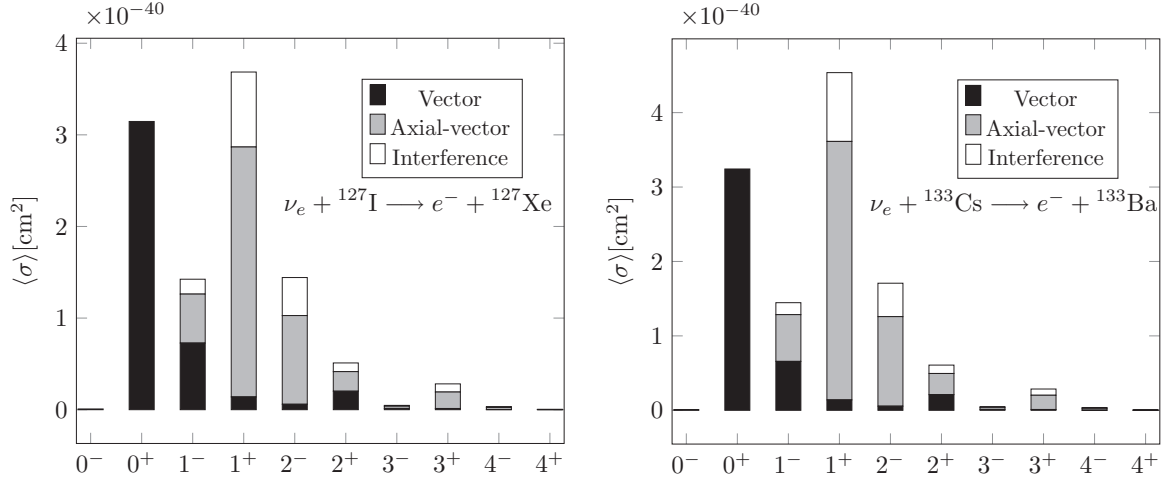 ×10⁻⁴⁰
4
3
2
1
0
⟨σ⟩[cm²]
Vector
Axial-vector
Interference
νₑ + ¹²⁷I ⟶ e⁻ + ¹²⁷Xe
0⁻ 0⁺ 1⁻ 1⁺ 2⁻ 2⁺ 3⁻ 3⁺ 4⁻ 4⁺
×10⁻⁴⁰
4
3
2
1
0
⟨σ⟩[cm²]
Vector
Axial-vector
Interference
νₑ + ¹³³Cs ⟶ e⁻ + ¹³³Ba
0⁻ 0⁺ 1⁻ 1⁺ 2⁻ 2⁺ 3⁻ 3⁺ 4⁻ 4⁺